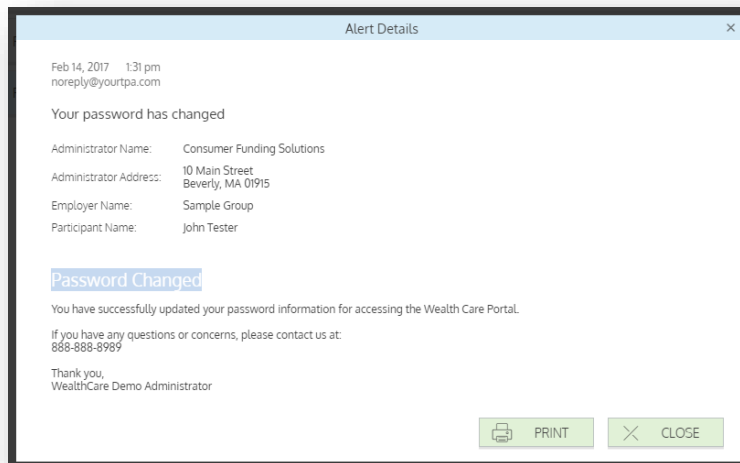 Alert Details
Feb 14, 2017 1:31 pm
noreply@yourtpa.com
Your password has changed
Administrator Name: Consumer Funding Solutions
Administrator Address: 10 Main Street
Beverly, MA 01915
Employer Name: Sample Group
Participant Name: John Tester
Password Changed
You have successfully updated your password information for accessing the Wealth Care Portal.
If you have any questions or concerns, please contact us at:
888-888-8989
Thank you,
WealthCare Demo Administrator
PRINT CLOSE